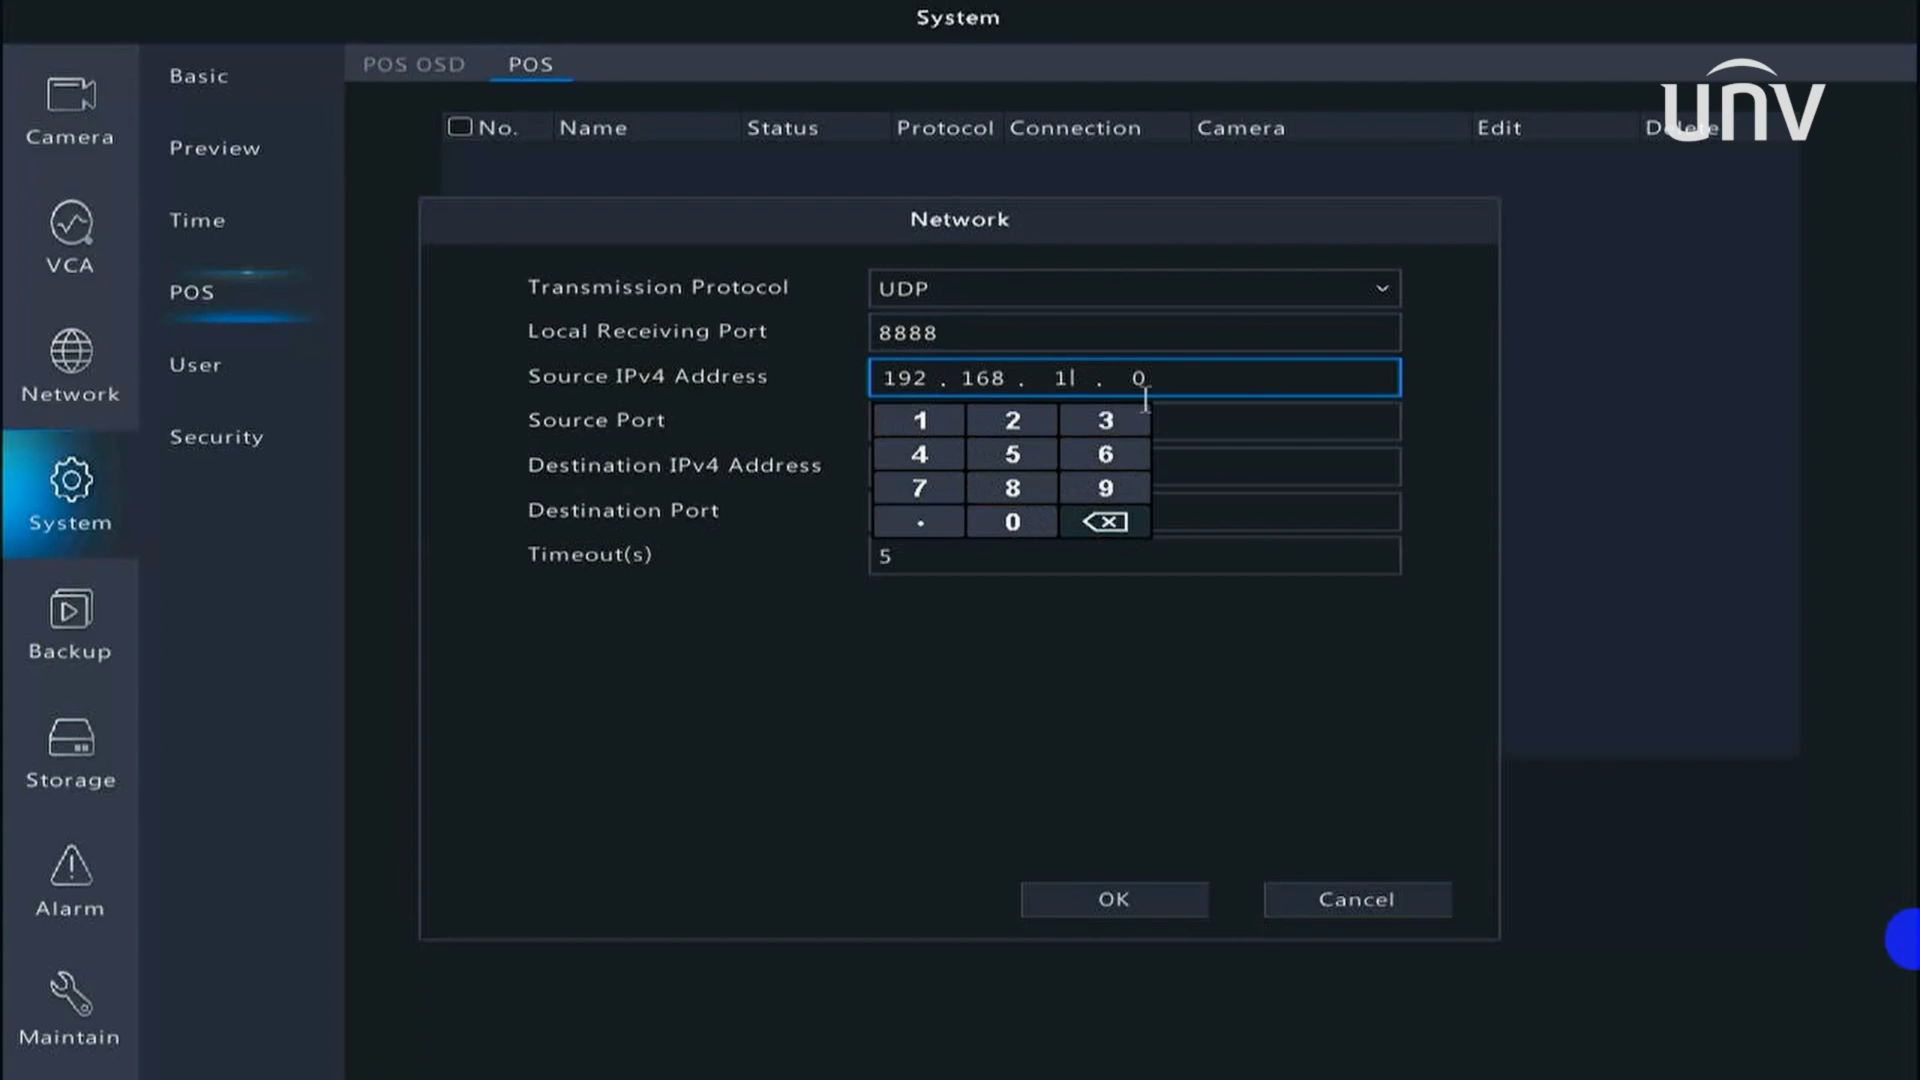 System
unv
Camera
VCA
Network
System
Backup
Storage
Alarm
Maintain
Basic
Preview
Time
POS
User
Security
POS OSD POS
No. Name Status Protocol Connection Camera Edit Delete
Network
Transmission Protocol UDP
Local Receiving Port 8888
Source IPv4 Address 192 . 168 . 1 . 0
Source Port
Destination IPv4 Address
Destination Port
Timeout(s) 5
1 2 3
4 5 6
7 8 9
. 0
OK Cancel